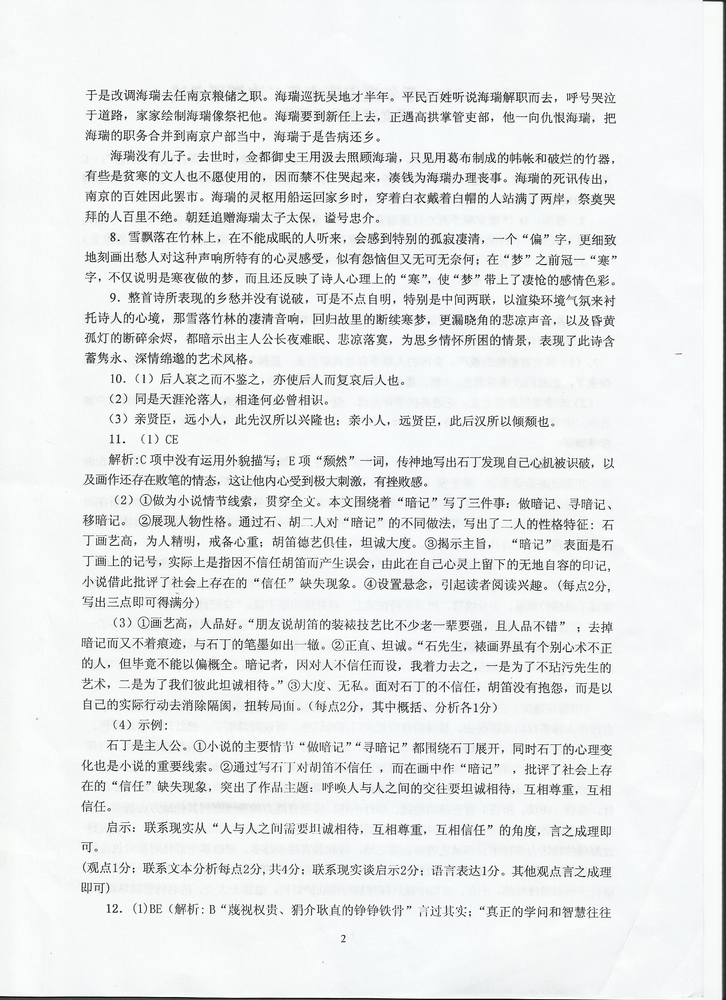 于是改调海瑞去任南京粮储之职。海瑞巡抚吴地才半年。平民百姓听说海瑞解职而去，呼号哭泣
于道路，家家绘制海瑞像祭祀他。海瑞要到新任上去，正遇高拱掌管吏部，他一向仇恨海瑞，把
海瑞的职务合并到南京户部当中，海瑞于是告病还乡。
海瑞没有儿子。去世时，佥都御史王用汲去照顾海瑞，只见用葛布制成的帏帐和破烂的竹器，
有些是贫寒的文人也不愿使用的，因而禁不住哭起来，凑钱为海瑞办理丧事。海瑞的死讯传出，
南京的百姓因此罢市。海瑞的灵柩用船运回家乡时，穿着白衣戴着白帽的人站满了两岸，祭奠哭
拜的人百里不绝。朝廷追赠海瑞太子太保，谥号忠介。
8．雪飘落在竹林上，在不能成眠的人听来，会感到特别的孤寂凄清，一个“偏”字，更细致
地刻画出愁人对这种声响所特有的心灵感受，似有怨恼但又无可无奈何；在“梦”之前冠一“寒”
字，不仅说明是寒夜做的梦，而且还反映了诗人心理上的“寒”，使“梦”带上了凄怆的感情色彩。
9．整首诗所表现的乡愁并没有说破，可是不点自明，特别是中间两联，以渲染环境气氛来衬
托诗人的心境，那雪落竹林的凄清音响，回归故里的断续寒梦，更漏晓角的悲凉声音，以及昏黄
孤灯的断碎余烬，都暗示出主人公长夜难眠、悲凉落寞，为思乡情怀所困的情景，表现了此诗含
蓄隽永、深情绵邈的艺术风格。
10．（1）后人哀之而不鉴之，亦使后人而复哀后人也。
（2）同是天涯沦落人，相逢何必曾相识。
（3）亲贤臣，远小人，此先汉所以兴隆也；亲小人，远贤臣，此后汉所以倾颓也。
11．（1）CE
解析:C 项中没有运用外貌描写；E 项“颓然”一词，传神地写出石丁发现自己心机被识破，以
及画作还存在败笔的情态，这让他内心受到极大刺激，有挫败感。
（2）①做为小说情节线索，贯穿全文。本文围绕着“暗记”写了三件事：做暗记、寻暗记、
移暗记。 ②展现人物性格。通过石、胡二人对“暗记”的不同做法，写出了二人的性格特征：石
丁画艺高，为人精明，戒备心重；胡笛德艺俱佳，坦诚大度。③揭示主旨， “暗记” 表面是石
丁画上的记号，实际上是指因不信任胡笛而产生误会，由此在自己心灵上留下的无地自容的印记，
小说借此批评了社会上存在的“信任”缺失现象。④设置悬念，引起读者阅读兴趣。(每点2分，
写出三点即可得满分)
（3）①画艺高，人品好。“朋友说胡笛的装裱技艺比不少老一辈要强，且人品不错” ；去掉
暗记而又不着痕迹，与石丁的笔墨如出一辙。②正直、坦诚。“石先生，裱画界虽有个别心术不正
的人，但毕竟不能以偏概全。暗记者，因对人不信任而设，我着力去之，一是为了不玷污先生的
艺术，二是为了我们彼此坦诚相待。”③大度、无私。面对石丁的不信任，胡笛没有抱怨，而是以
自己的实际行动去消除隔阂，扭转局面。（每点2分，其中概括、分析各1分）
（4）示例：
石丁是主人公。①小说的主要情节“做暗记”“寻暗记”都围绕石丁展开，同时石丁的心理变
化也是小说的重要线索。②通过写石丁对胡笛不信任 ，而在画中作“暗记” ，批评了社会上存
在的“信任”缺失现象，突出了作品主题：呼唤人与人之间的交往要坦诚相待，互相尊重，互相
信任。
启示：联系现实从“人与人之间需要坦诚相待，互相尊重，互相信任”的角度，言之成理即
可。
(观点1分；联系文本分析每点2分,共4分；联系现实谈启示2分；语言表达1分。其他观点言之成理
即可)
12．(1)BE（解析：B“蔑视权贵、狷介耿直的铮铮铁骨”言过其实；“真正的学问和智慧往往
2